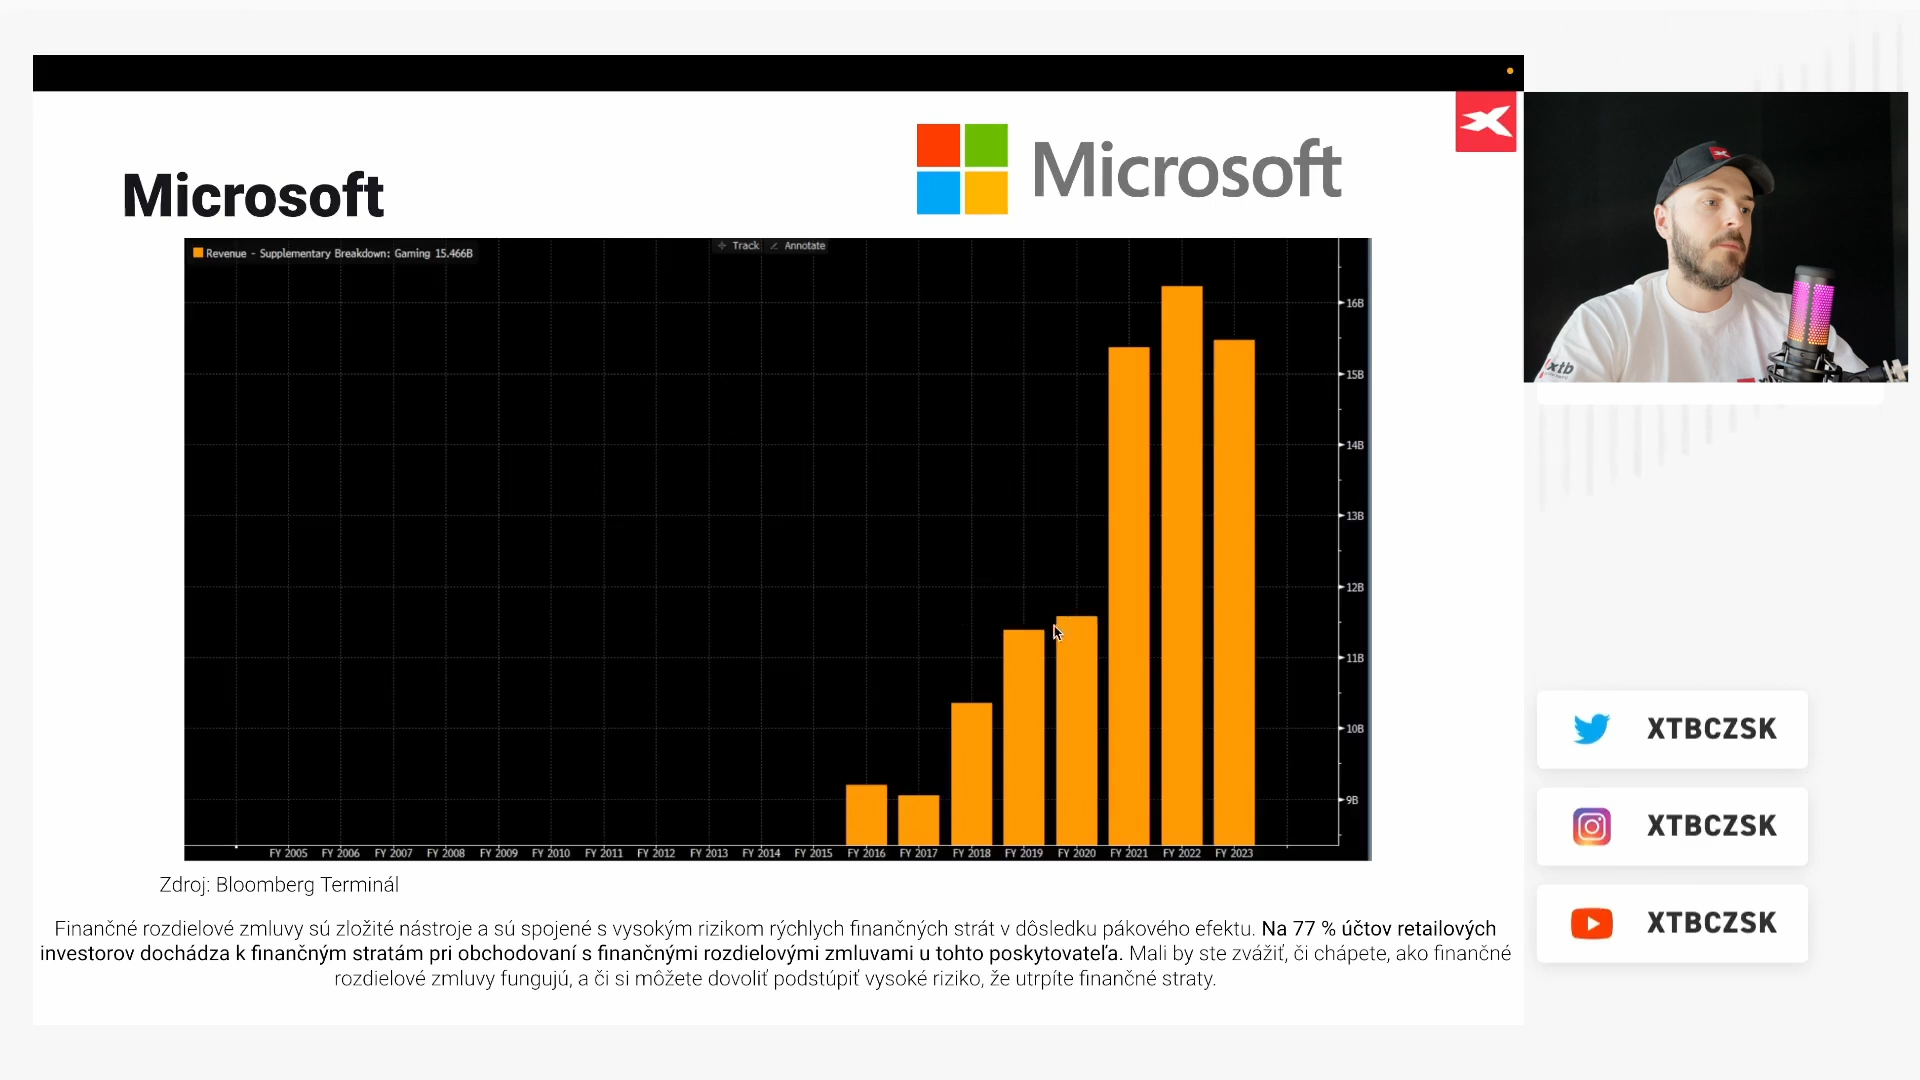 Microsoft
Microsoft
Revenue - Supplementary Breakdown: Gaming 15.466B
Track
Annotate
16B
15B
14B
13B
12B
11B
10B
9B
FY 2005 FY 2006 FY 2007 FY 2008 FY 2009 FY 2010 FY 2011 FY 2012 FY 2013 FY 2014 FY 2015 FY 2016 FY 2017 FY 2018 FY 2019 FY 2020 FY 2021 FY 2022 FY 2023
Zdroj: Bloomberg Terminál
Finančné rozdielové zmluvy sú zložité nástroje a sú spojené s vysokým rizikom rýchlych finančných strát v dôsledku pákového efektu. Na 77 % účtov retailových
investorov dochádza k finančným stratám pri obchodovaní s finančnými rozdielovými zmluvami u tohto poskytovateľa. Mali by ste zvážiť, či chápete, ako finančné
rozdielové zmluvy fungujú, a či si môžete dovoliť podstúpiť vysoké riziko, že utrpíte finančné straty.
xtb
XTBCZSK
XTBCZSK
XTBCZSK